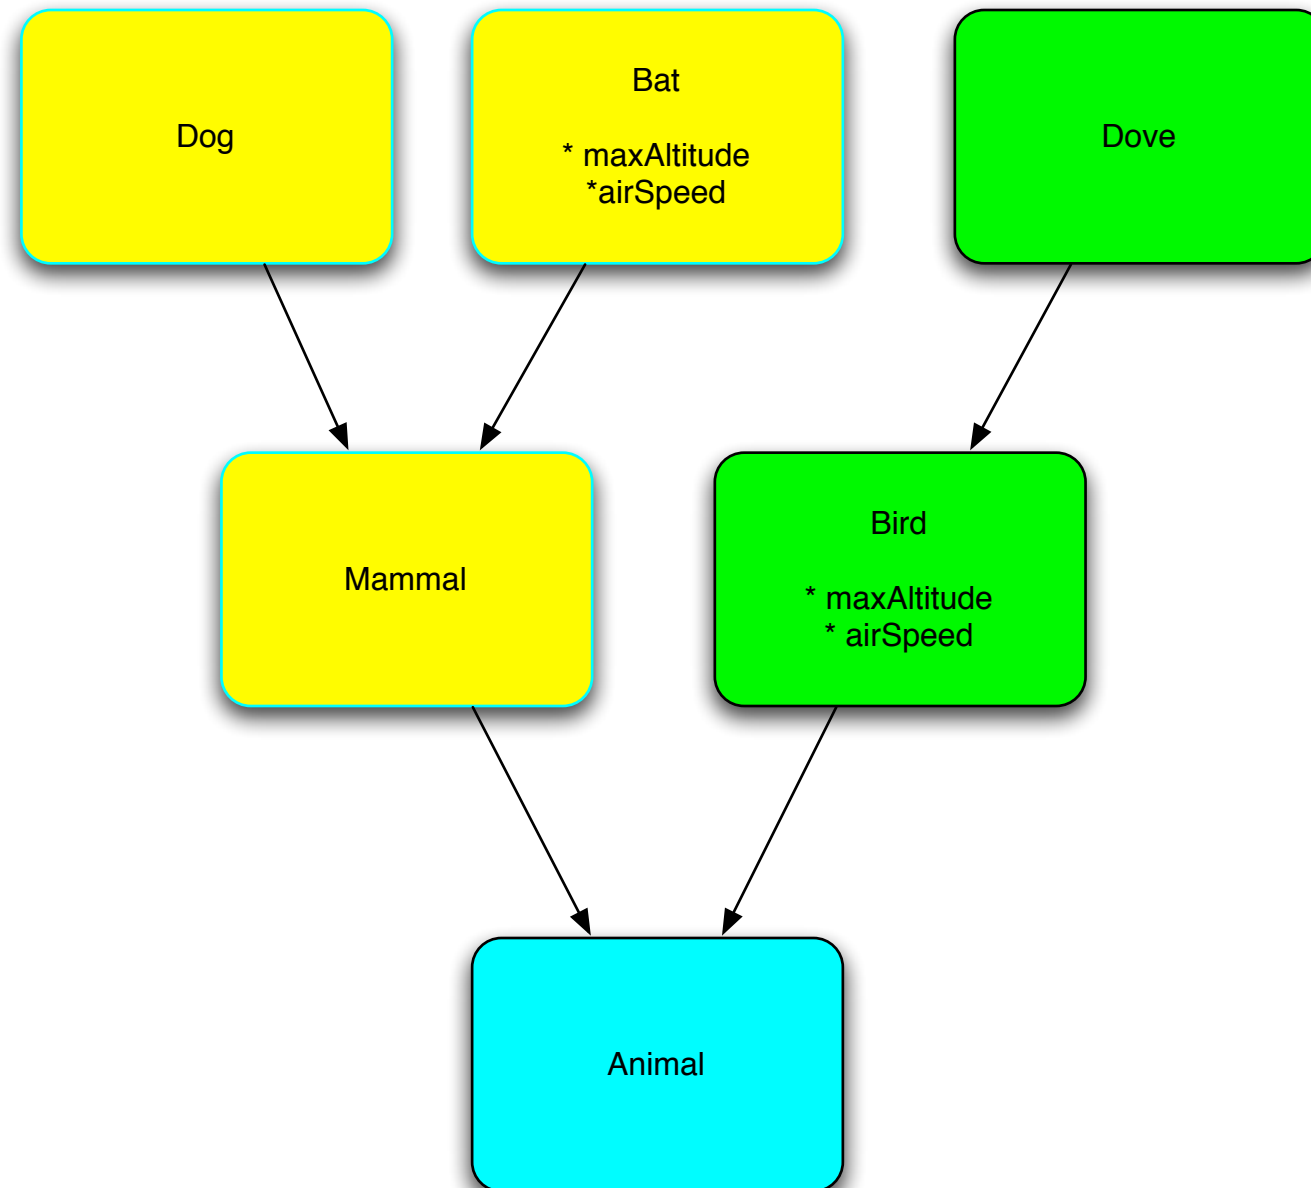 Dog
Bat
* maxAltitude
*airSpeed
Dove
Mammal
Bird
* maxAltitude
* airSpeed
Animal